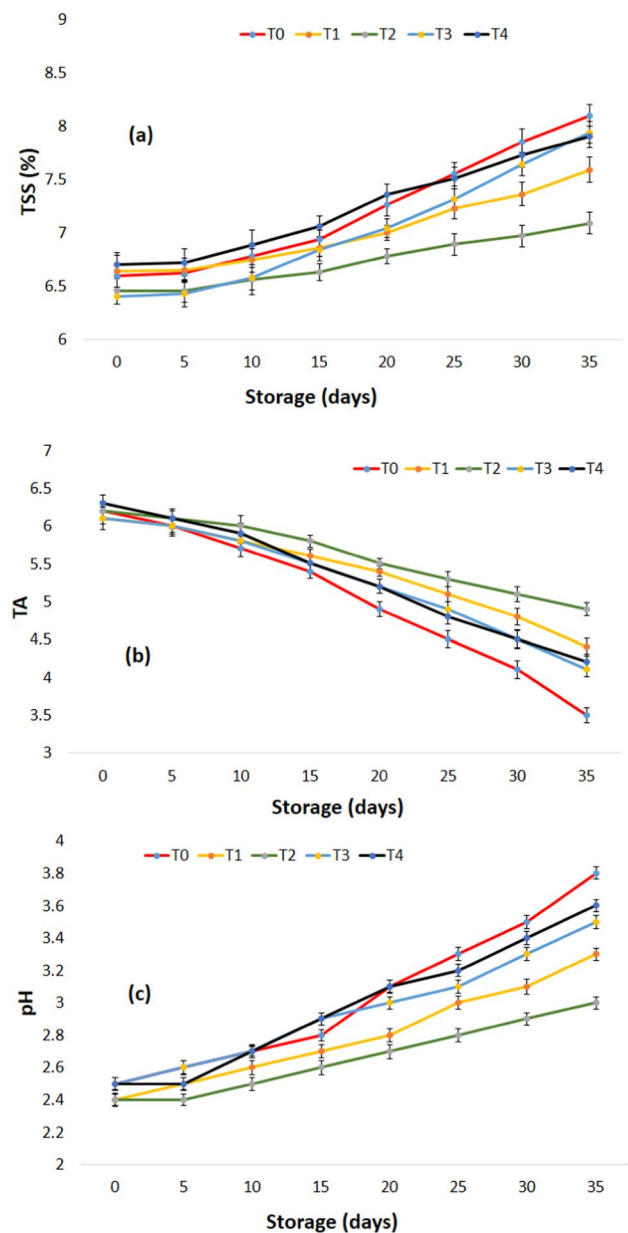 9
T0 T1 T2 T3 T4
8.5
(a)
8
TSS (%)
7.5
7
6.5
6
0 5 10 15 20 25 30 35
Storage (days)
7
T0 T1 T2 T3 T4
6.5
6
5.5
5
TA
4.5
(b)
4
3.5
3
0 5 10 15 20 25 30 35
Storage (days)
4
T0 T1 T2 T3 T4
3.8
3.6
3.4
3.2
(c)
pH
3
2.8
2.6
2.4
2.2
2
0 5 10 15 20 25 30 35
Storage (days)